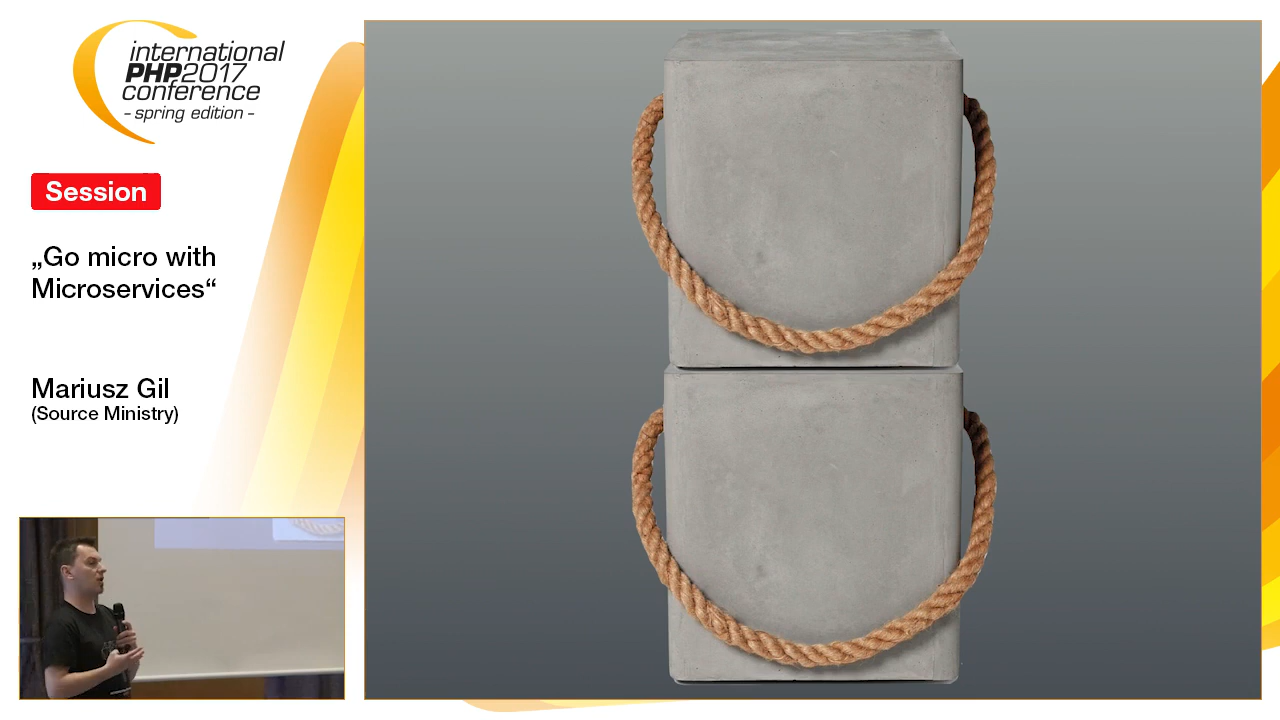 international
PHP2017
conference
- spring edition -
Session
„Go micro with
Microservices“
Mariusz Gil
(Source Ministry)